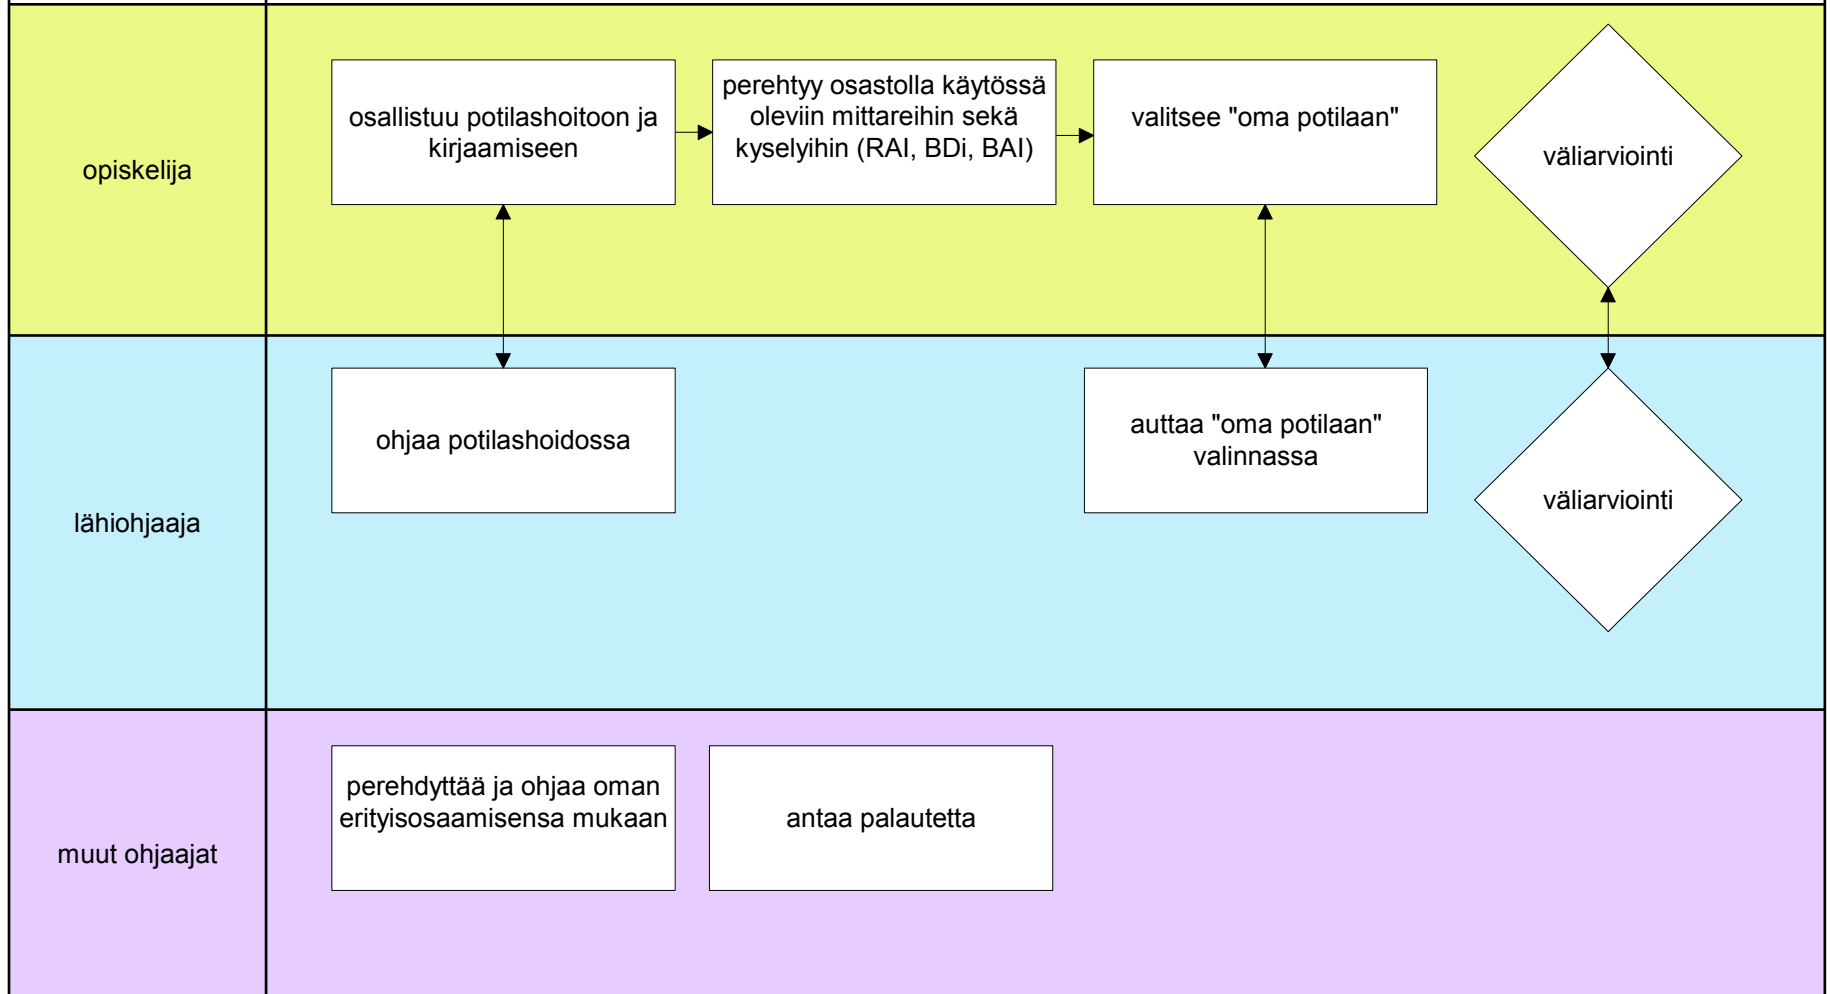 opiskelija
osallistuu potilashoitoon ja
kirjaamiseen
perehtyy osastolla käytössä
oleviin mittareihin sekä
kyselyihin (RAI, BDi, BAI)
valitsee "oma potilaan"
väliarviointi
lähiohjaaja
ohjaa potilashoidossa
auttaa "oma potilaan"
valinnassa
väliarviointi
muut ohjaajat
perehdyttää ja ohjaa oman
erityisosaamisensa mukaan
antaa palautetta